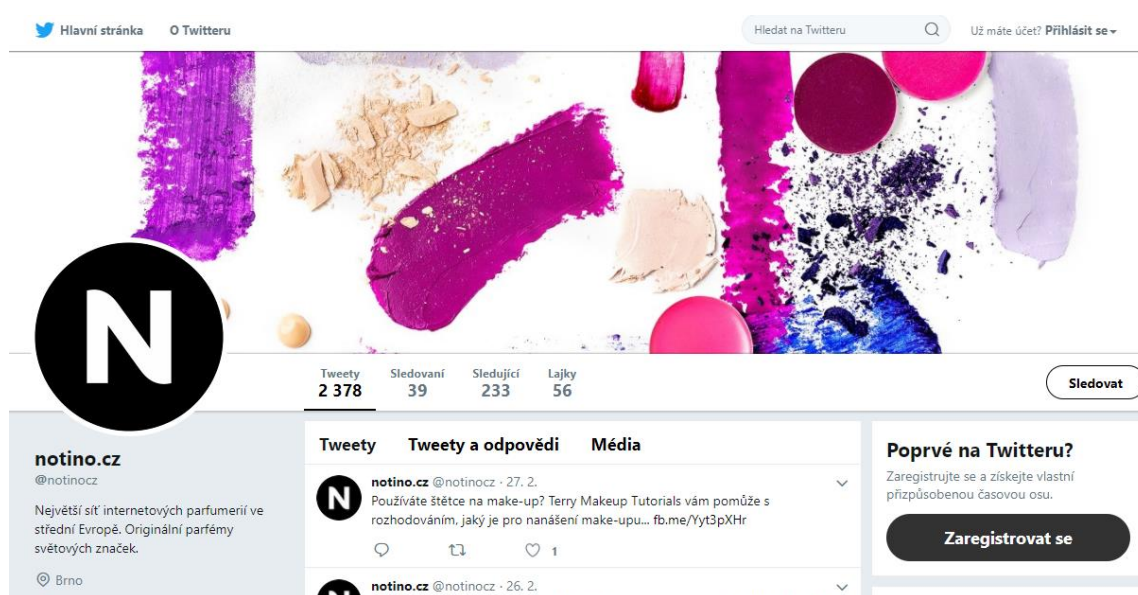 Hlavní stránka O Twitteru Hledat na Twitteru Už máte účet? Přihlásit se
N
Tweety Sledovaní Sledující Lajky
2 378 39 233 56
Sledovat
notino.cz
@notinocz
Největší síť internetových parfumerií ve
střední Evropě. Originální parfémy
světových značek.
Brno
Tweety Tweety a odpovědi Média
N
notino.cz @notinocz · 27. 2.
Používáte štětce na make-up? Terry Makeup Tutorials vám pomůže s
rozhodováním, jaký je pro nanášení make-upu... fb.me/Yyt3pXHr
1
notino.cz @notinocz · 26. 2.
Poprvé na Twitteru?
Zaregistrujte se a získejte vlastní
přizpůsobenou časovou osu.
Zaregistrovat se